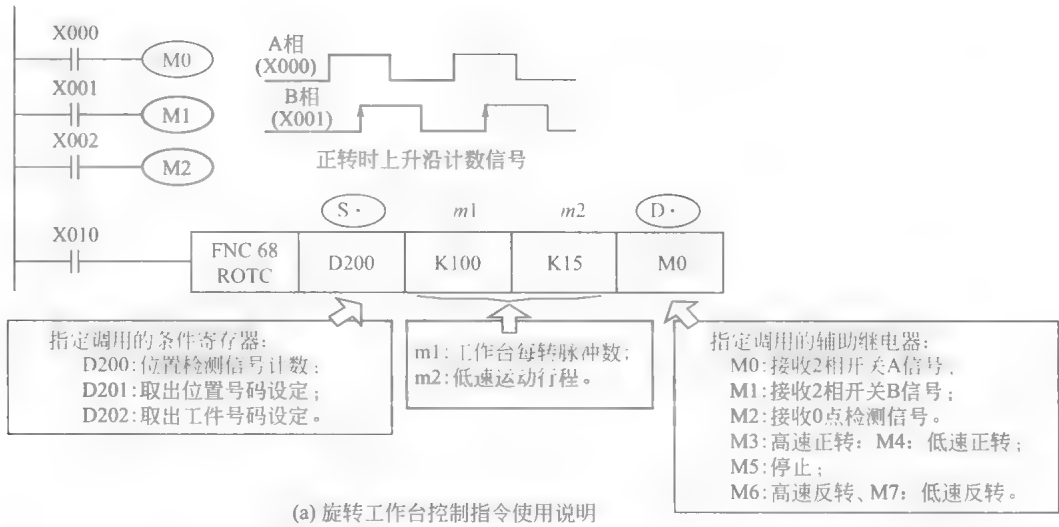 X000
M0
A相
(X000)
X001
M1
B相
(X001)
X002
M2
正转时上升沿计数信号
S· m1 m2 D·
X010
FNC 68
ROTC
D200 K100 K15 M0
指定调用的条件寄存器:
D200:位置检测信号计数;
D201:取出位置号码设定;
D202:取出工件号码设定。
m1:工作台每转脉冲数;
m2:低速运动行程。
指定调用的辅助继电器:
M0:接收2相开关A信号;
M1:接收2相开关B信号;
M2:接收0点检测信号。
M3:高速正转:M4:低速正转;
M5:停止;
M6:高速反转、M7:低速反转。
(a) 旋转工作台控制指令使用说明